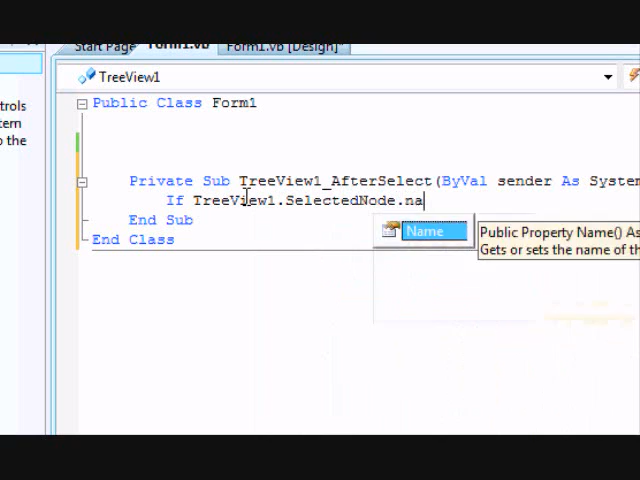 Start Page Form1.vb Form1.vb [Design]*
TreeView1
trols
tern
o the
Public Class Form1
Private Sub TreeView1_AfterSelect(ByVal sender As System
If TreeView1.SelectedNode.na
End Sub
End Class
Name
Public Property Name() As
Gets or sets the name of th